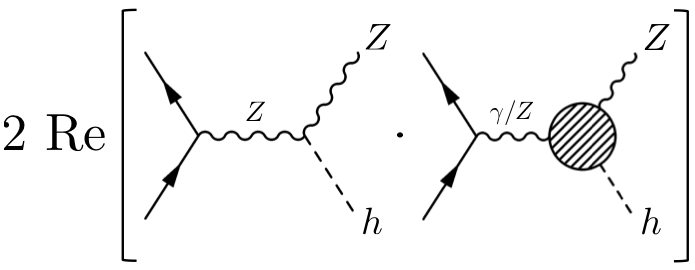 2 Re [ Z Z h · γ/Z Z h ]